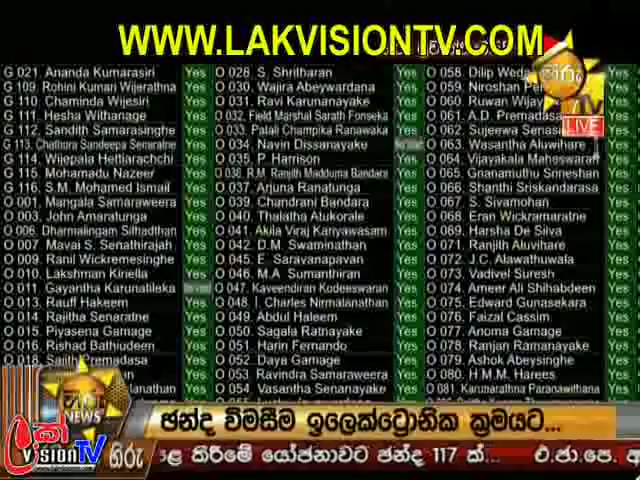 WWW.LAKVISIONTV.COM
G 021. Ananda Kumarasiri Yes
G 109. Rohini Kumari Wijerathna Yes
G 110. Chaminda Wijesiri Yes
G 111. Hesha Withanage Yes
G 112. Sandith Samarasinghe Yes
G 113. Chathura Sandeepa Senaratne
G 114. Wijepala Hettiarachchi Yes
G 115. Mohamadu Nazeer Yes
G 116. S.M. Mohamed Ismail Yes
O 001. Mangala Samaraweera Yes
O 003. John Amaratunga Yes
O 006. Dharmalingam Silhadthan Yes
O 007. Mavai S. Senathirajah Yes
O 009. Ranil Wickremesinghe Yes
O 010. Lakshman Kiriella Yes
O 011. Gayantha Karunatileka
O 013. Rauff Hakeem Yes
O 014. Rajitha Senaratne Yes
O 015. Piyasena Gamage Yes
O 016. Rishad Bathiudeen Yes
O 018. Sajith Premadasa Yes
O 028. S. Shritharan Yes
O 030. Wajira Abeywardana Yes
O 031. Ravi Karunanayake Yes
O 032. Field Marshal Sarath Fonseka Yes
O 033. Patali Champika Ranawaka Yes
O 034. Navin Dissanayake
O 035. P. Harrison Yes
O 036. R.M. Ranjith Madduma Bandara Yes
O 037. Arjuna Ranatunga Yes
O 039. Chandrani Bandara Yes
O 040. Thalatha Atukorale Yes
O 041. Akila Viraj Kariyawasam Yes
O 042. D.M. Swaminathan Yes
O 045. E. Saravanapavan Yes
O 046. M.A. Sumanthiran Yes
O 047. Kaveendiran Kodeeswaran Yes
O 048. I. Charles Nirmalanathan Yes
O 049. Abdul Haleem Yes
O 050. Sagala Ratnayake Yes
O 051. Harin Fernando Yes
O 052. Daya Gamage Yes
O 053. Ravindra Samaraweera Yes
O 054. Vasantha Senanayake Yes
O 058. Dilip Weda
O 059. Niroshan
O 060. Ruwan
O 061. A.D. Premadasa
O 062. Sujeewa
O 063. Wasantha Aluwihare
O 064. Vijayakala Maheswaran
O 065. Gnanamuthu Srineshan
O 066. Shanthi Sriskandarasa
O 067. S. Sivamohan
O 068. Eran Wickramaratne
O 069. Harsha De Silva
O 071. Ranjith Aluvihare
O 072. J.C. Alawathuwala
O 073. Vadivel Suresh
O 074. Ameer Ali Shihabdeen
O 075. Edward Gunasekara
O 076. Faizal Cassim
O 077. Anoma Gamage
O 078. Ranjan Ramanayake
O 079. Ashok Abeysinghe
O 080. H.M.M. Harees
O 081. Karunarathna Paranawithana
හිරු
TV
LIVE
හිරු
NEWS
ඡන්ද විමසීම ඉලෙක්ට්‍රොනික ක්‍රමයට...
ලක්
Vision TV
හිරු
ළ කිරීමේ යෝජනාවට ඡන්ද 117 ක්... එ.ජා.පෙ.